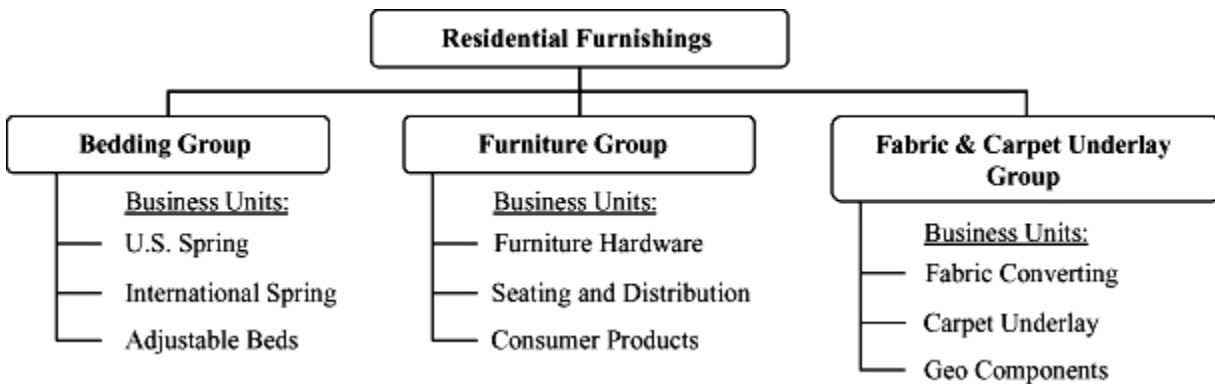 Residential Furnishings
Bedding Group
Business Units:
U.S. Spring
International Spring
Adjustable Beds
Furniture Group
Business Units:
Furniture Hardware
Seating and Distribution
Consumer Products
Fabric & Carpet Underlay
Group
Business Units:
Fabric Converting
Carpet Underlay
Geo Components